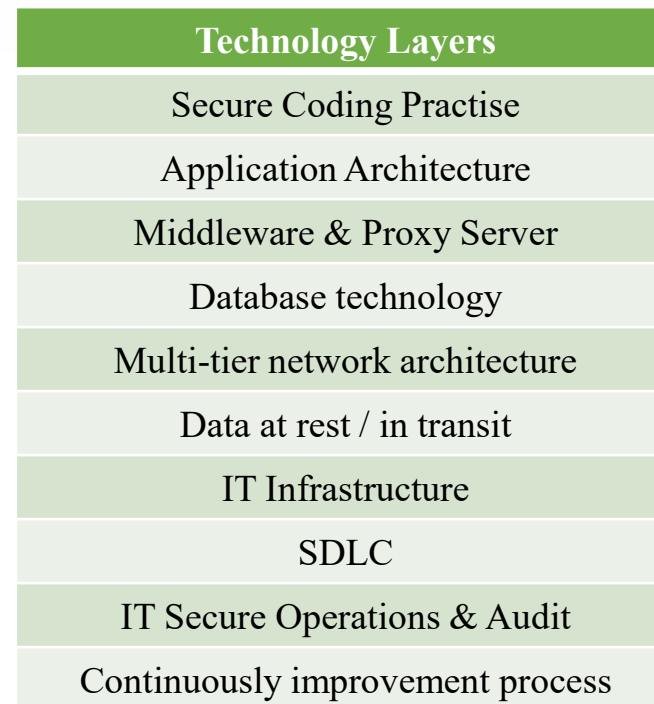 Technology Layers
Secure Coding Practise
Application Architecture
Middleware & Proxy Server
Database technology
Multi-tier network architecture
Data at rest / in transit
IT Infrastructure
SDLC
IT Secure Operations & Audit
Continuously improvement process